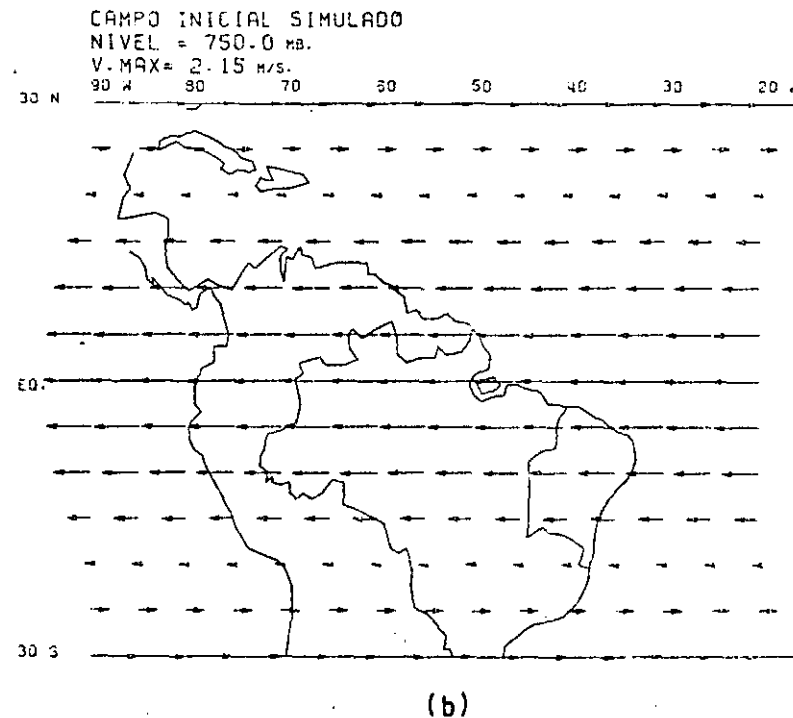 CAMPO INICIAL SIMULADO
NIVEL = 750.0 MB.
V.MAX= 2.15 M/S.
90 W 80 70 60 50 40 30 20
30 N
EQ.
30 S
(b)